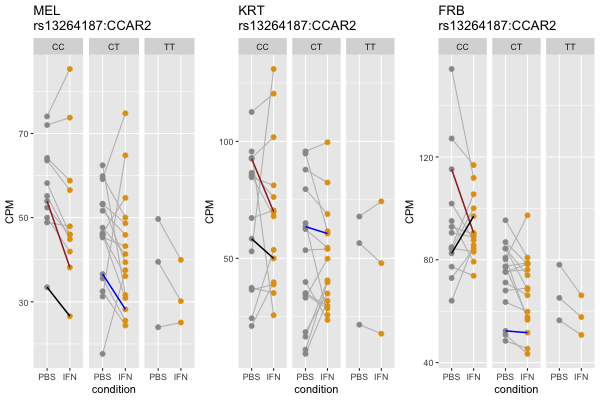 MEL
rs13264187:CCAR2
CC CT TT
CPM
70
50
30
PBS IFN PBS IFN PBS IFN
condition
KRT
rs13264187:CCAR2
CC CT TT
CPM
100
50
PBS IFN PBS IFN PBS IFN
condition
FRB
rs13264187:CCAR2
CC CT TT
CPM
120
80
40
PBS IFN PBS IFN PBS IFN
condition